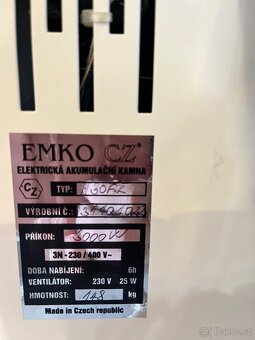 EMKO CZ®
ELEKTRICKÁ AKUMULAČNÍ KAMNA
CZ TYP:
VÝROBNÍ Č.:
PŘÍKON: 3000W
3N - 230 / 400 V~
DOBA NABÍJENÍ: 6h
VENTILÁTOR: 230 V 25 W
HMOTNOST: 148 kg
Made in Czech republic